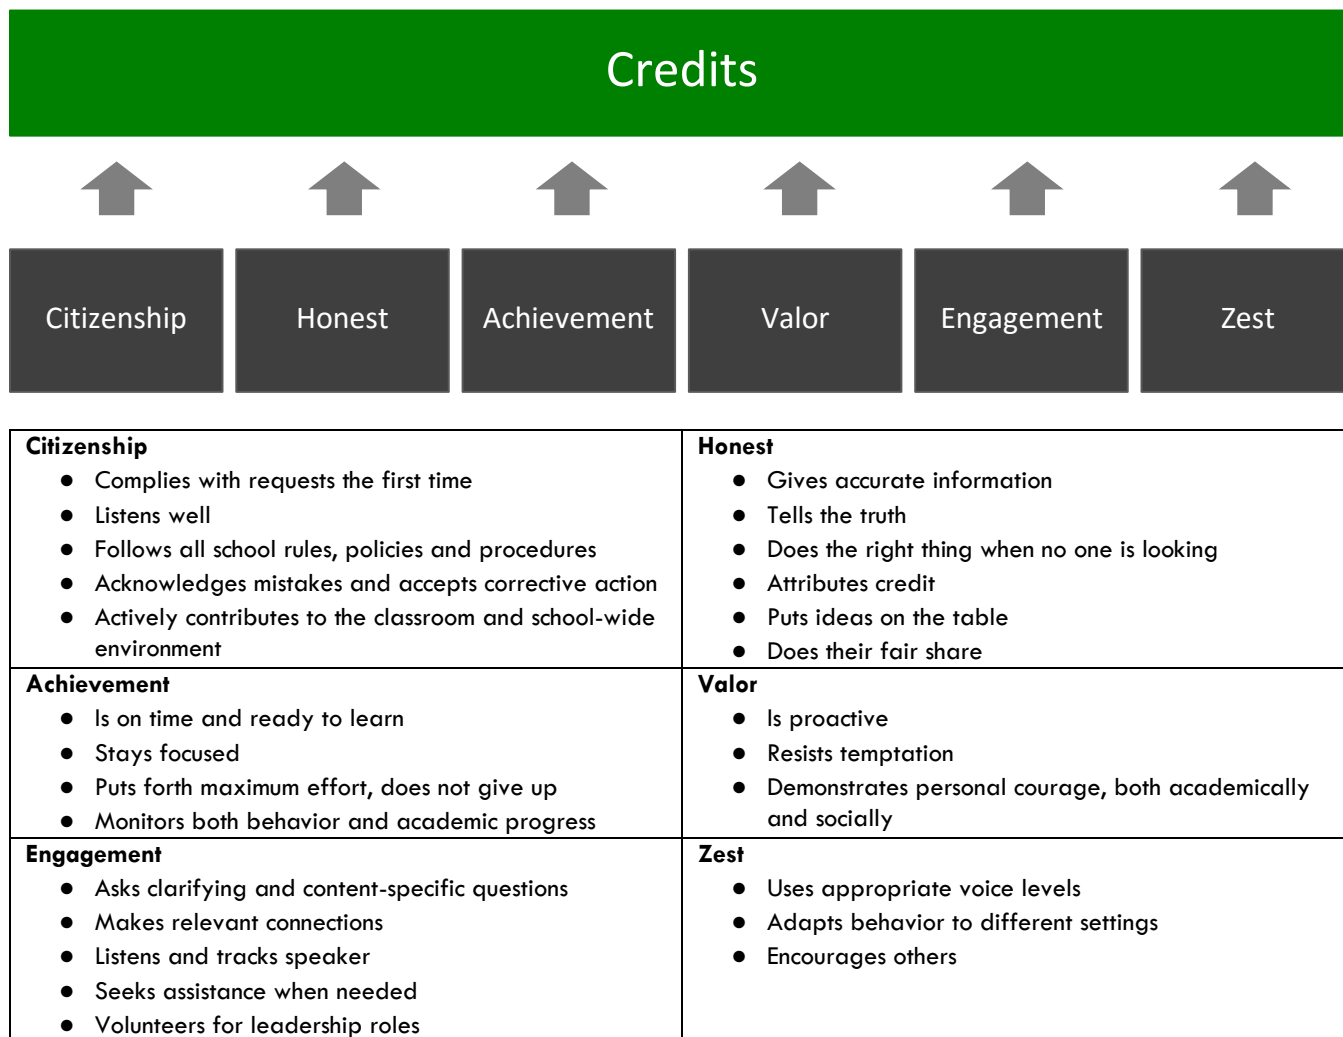 Credits
Citizenship
Honest
Achievement
Valor
Engagement
Zest
Citizenship
● Complies with requests the first time
● Listens well
● Follows all school rules, policies and procedures
● Acknowledges mistakes and accepts corrective action
● Actively contributes to the classroom and school-wide
environment
Honest
● Gives accurate information
● Tells the truth
● Does the right thing when no one is looking
● Attributes credit
● Puts ideas on the table
● Does their fair share
Achievement
● Is on time and ready to learn
● Stays focused
● Puts forth maximum effort, does not give up
● Monitors both behavior and academic progress
Valor
● Is proactive
● Resists temptation
● Demonstrates personal courage, both academically
and socially
Engagement
● Asks clarifying and content-specific questions
● Makes relevant connections
● Listens and tracks speaker
● Seeks assistance when needed
● Volunteers for leadership roles
Zest
● Uses appropriate voice levels
● Adapts behavior to different settings
● Encourages others